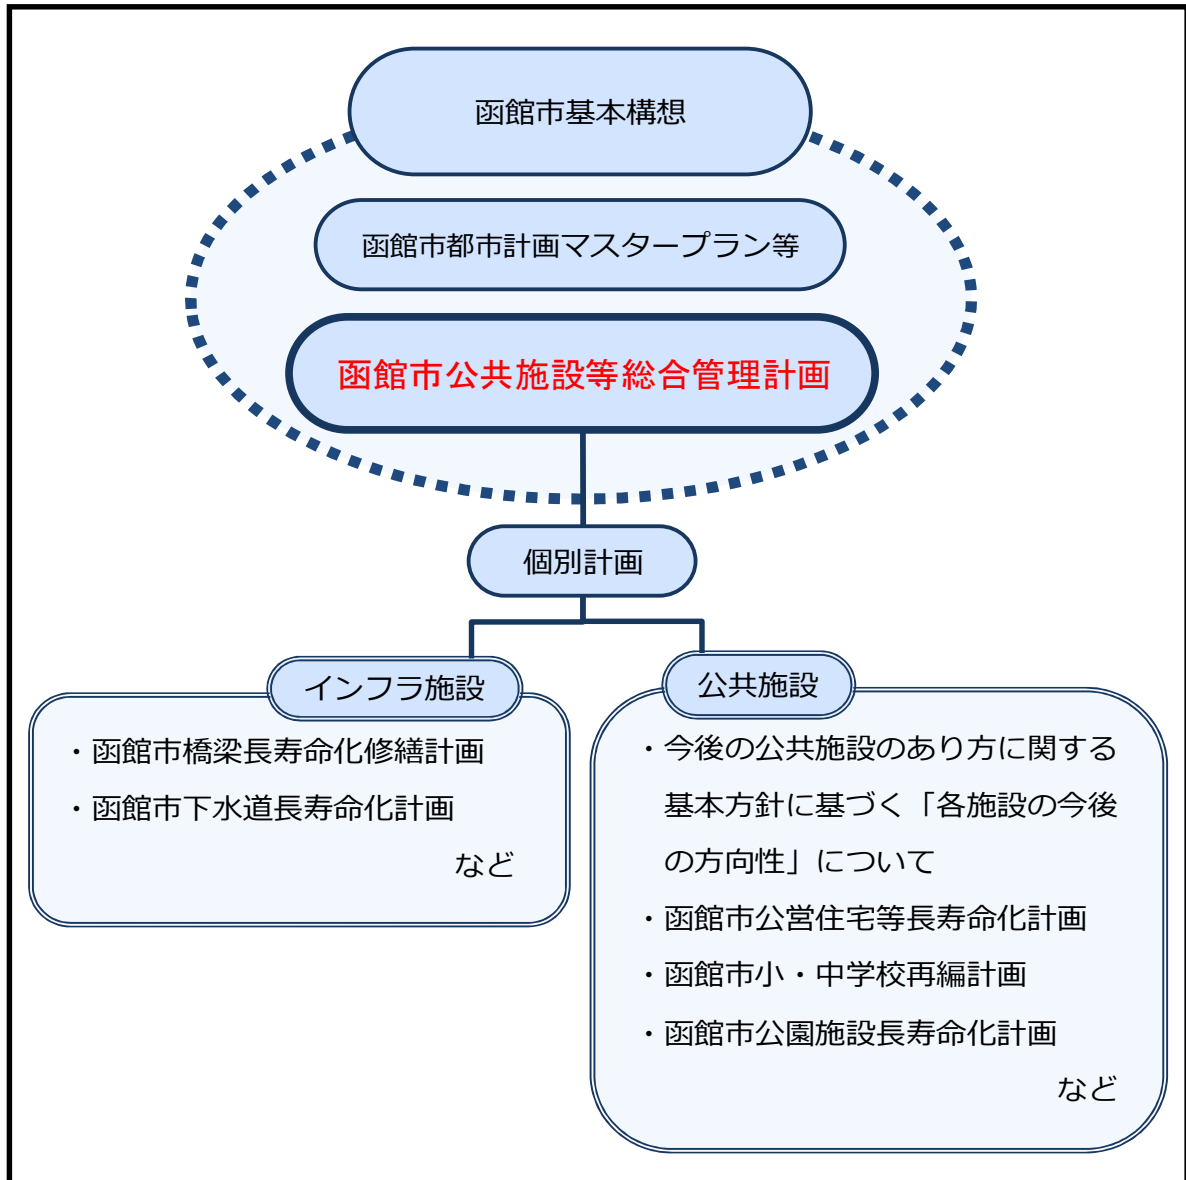 函館市基本構想
函館市都市計画マスタープラン等
函館市公共施設等総合管理計画
個別計画
インフラ施設
・函館市橋梁長寿命化修繕計画
・函館市下水道長寿命化計画
など
公共施設
・今後の公共施設のあり方に関する
基本方針に基づく「各施設の今後
の方向性」について
・函館市公営住宅等長寿命化計画
・函館市小・中学校再編計画
・函館市公園施設長寿命化計画
など